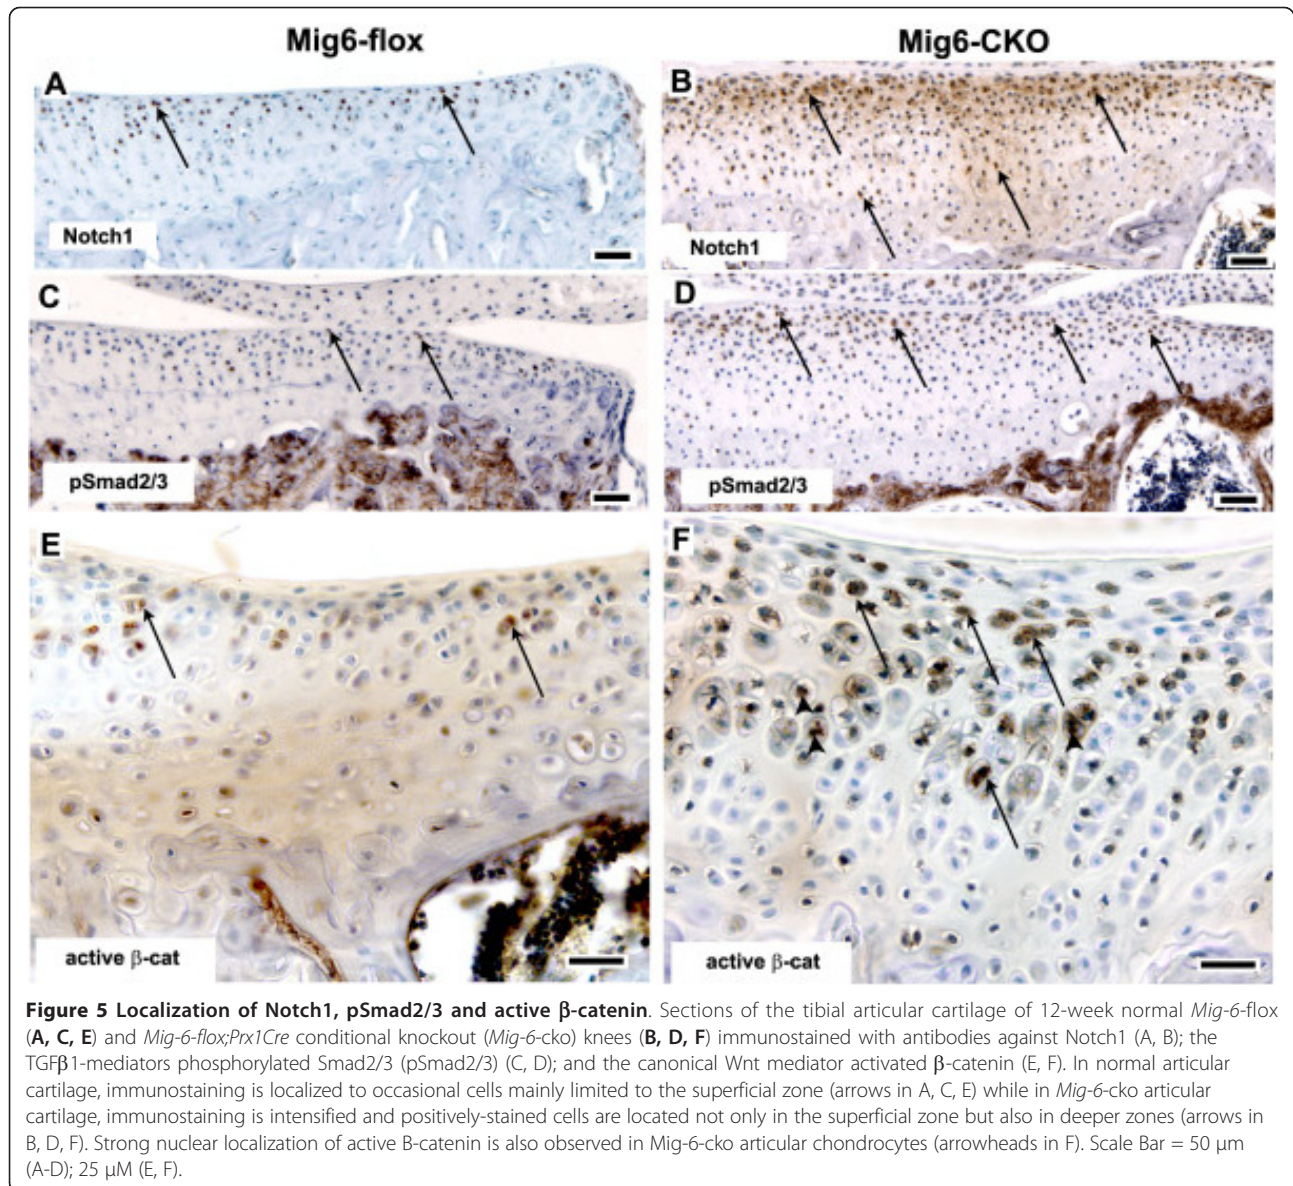 Mig6-flox
Mig6-CKO
A
B
Notch1
Notch1
C
D
pSmad2/3
pSmad2/3
E
F
active β-cat
active β-cat
Figure 5 Localization of Notch1, pSmad2/3 and active β-catenin. Sections of the tibial articular cartilage of 12-week normal Mig-6-flox
(A, C, E) and Mig-6-flox;Prx1Cre conditional knockout (Mig-6-cko) knees (B, D, F) immunostained with antibodies against Notch1 (A, B); the
TGFβ1-mediators phosphorylated Smad2/3 (pSmad2/3) (C, D); and the canonical Wnt mediator activated β-catenin (E, F). In normal articular
cartilage, immunostaining is localized to occasional cells mainly limited to the superficial zone (arrows in A, C, E) while in Mig-6-cko articular
cartilage, immunostaining is intensified and positively-stained cells are located not only in the superficial zone but also in deeper zones (arrows in
B, D, F). Strong nuclear localization of active B-catenin is also observed in Mig-6-cko articular chondrocytes (arrowheads in F). Scale Bar = 50 μm
(A-D); 25 μM (E, F).